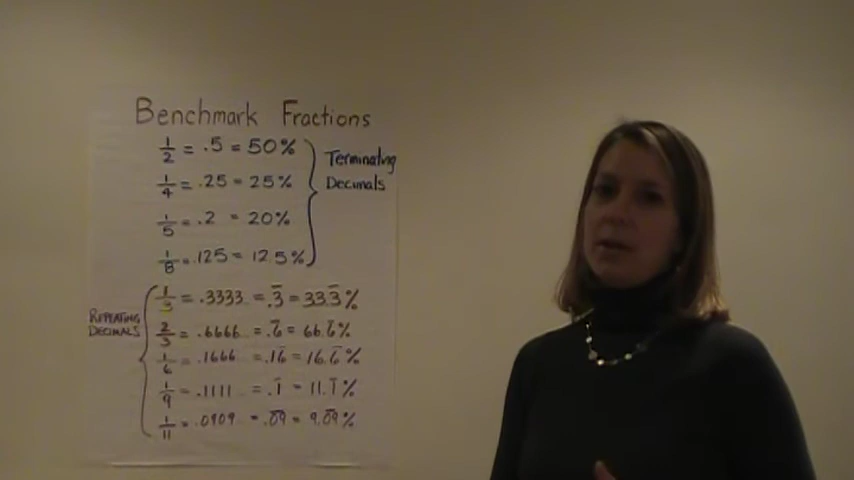 Benchmark Fractions
1/2 = .5 = 50%
1/4 = .25 = 25%
1/5 = .2 = 20%
1/8 = .125 = 12.5%
Terminating
Decimals
REPEATING
DECIMALS
1/3 = .3333 = .3̅ = 33.3̅%
2/3 = .6666 = .6̅ = 66.6̅%
1/6 = .1666 = .16̅ = 16.6̅%
1/9 = .1111 = .1̅ = 11.1̅%
1/11 = .0909 = .0̅9̅ = 9.0̅9̅%